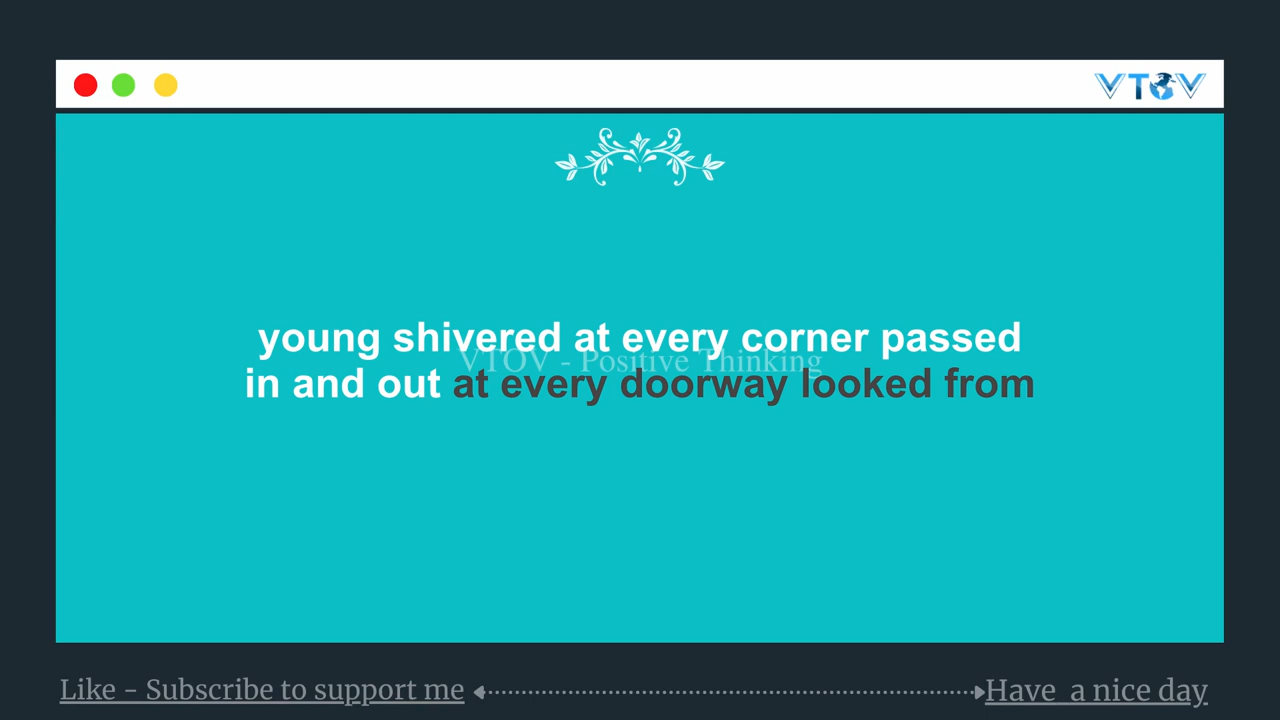 VTOV
young shivered at every corner passed
VTOV - Positive Thinking
in and out at every doorway looked from
Like - Subscribe to support me
Have a nice day